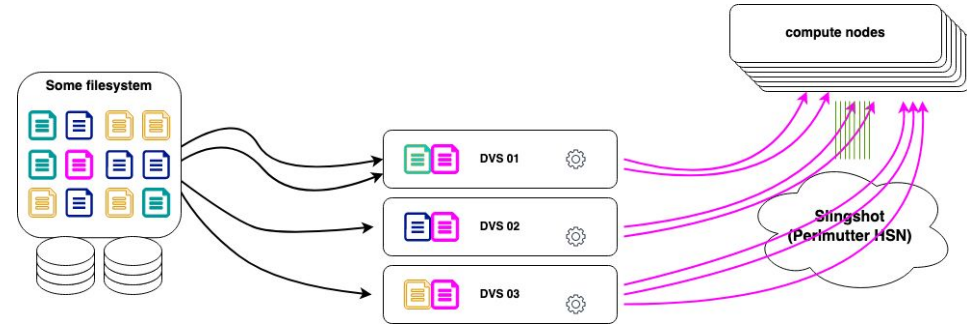 compute nodes
Some filesystem
DVS 01
DVS 02
Slingshot
(Perlmutter HSN)
DVS 03